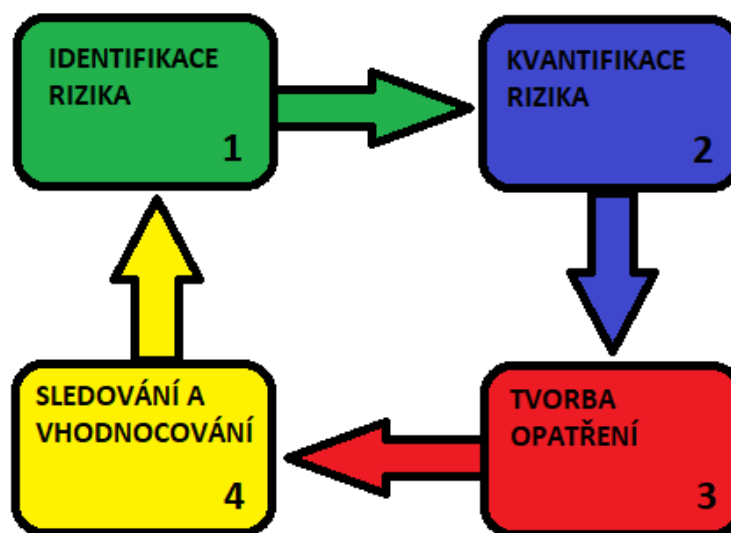 IDENTIFIKACE
RIZIKA
1
KVANTIFIKACE
RIZIKA
2
TVORBA
OPATŘENÍ
3
SLEDOVÁNÍ A
VHODNOCOVÁNÍ
4